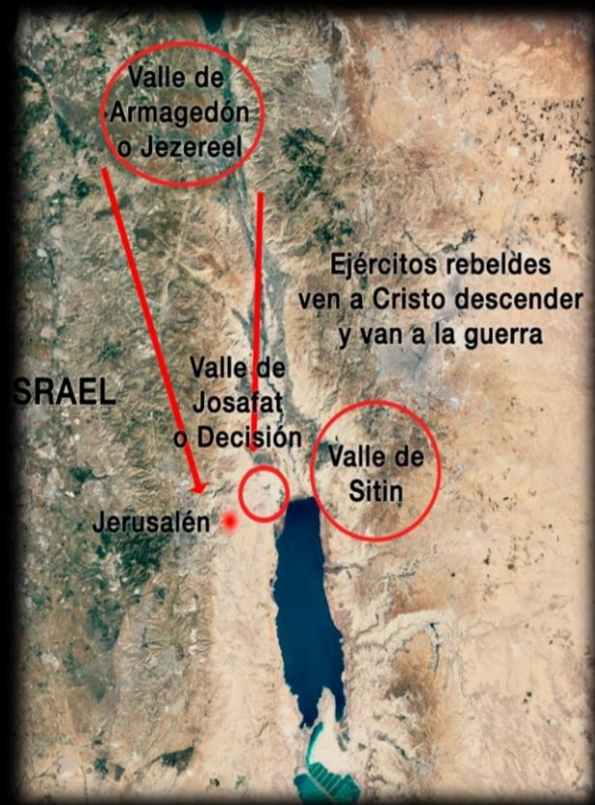 Valle de
Armagedón
o Jezereel
Ejércitos rebeldes
ven a Cristo descender
y van a la guerra
Valle de
Josafat
o Decisión
SRAEL
Valle de
Sitin
Jerusalén